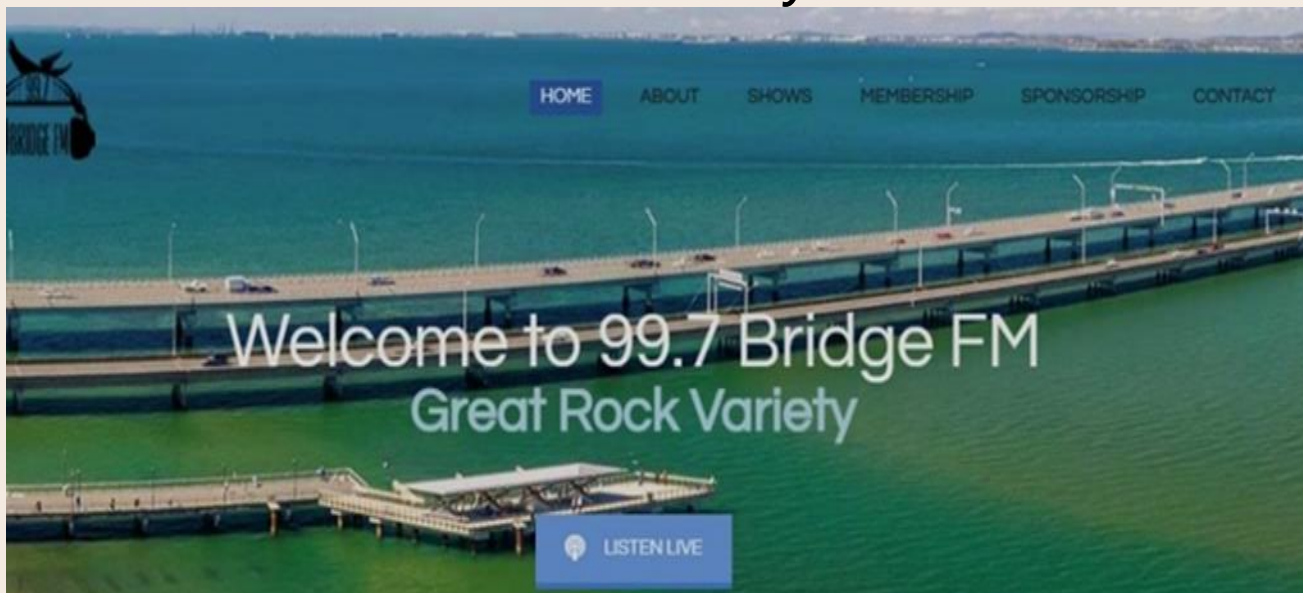 HOME ABOUT SHOWS MEMBERSHIP SPONSORSHIP CONTACT
BRIDGE FM
Welcome to 99.7 Bridge FM
Great Rock Variety
LISTEN LIVE